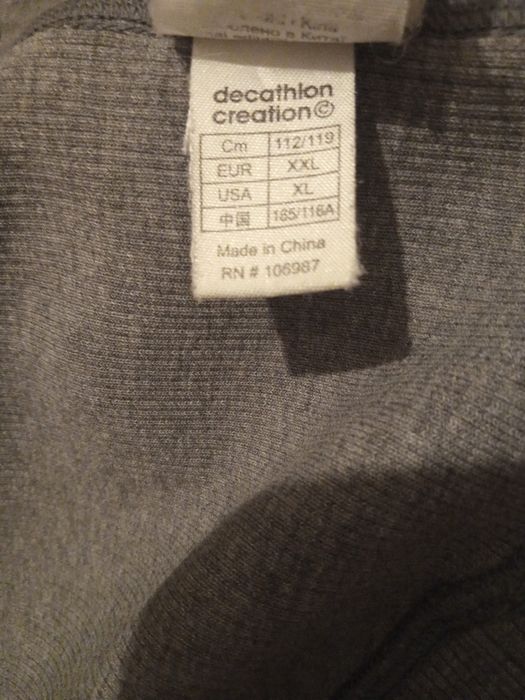 decathlon
creation©
Cm 112/119
EUR XXL
USA XL
中国 185/116A
Made in China
RN # 106987